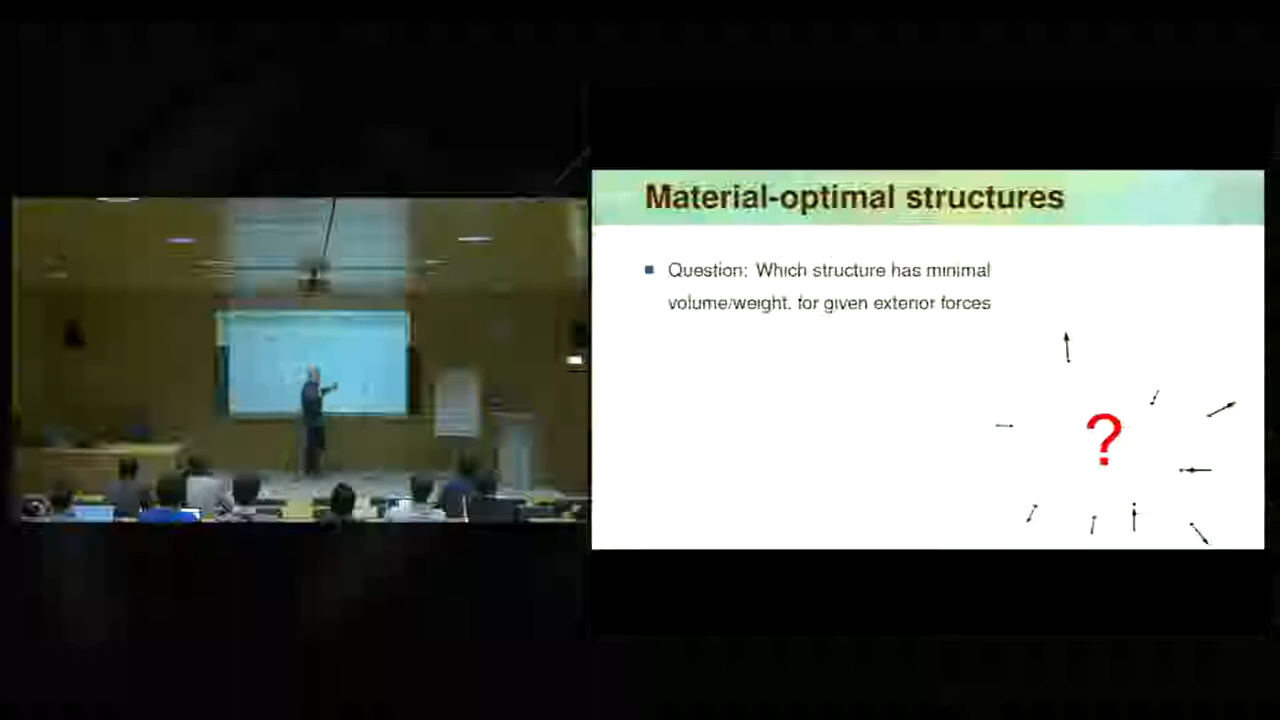 Material-optimal structures
Question: Which structure has minimal
volume/weight, for given exterior forces
?